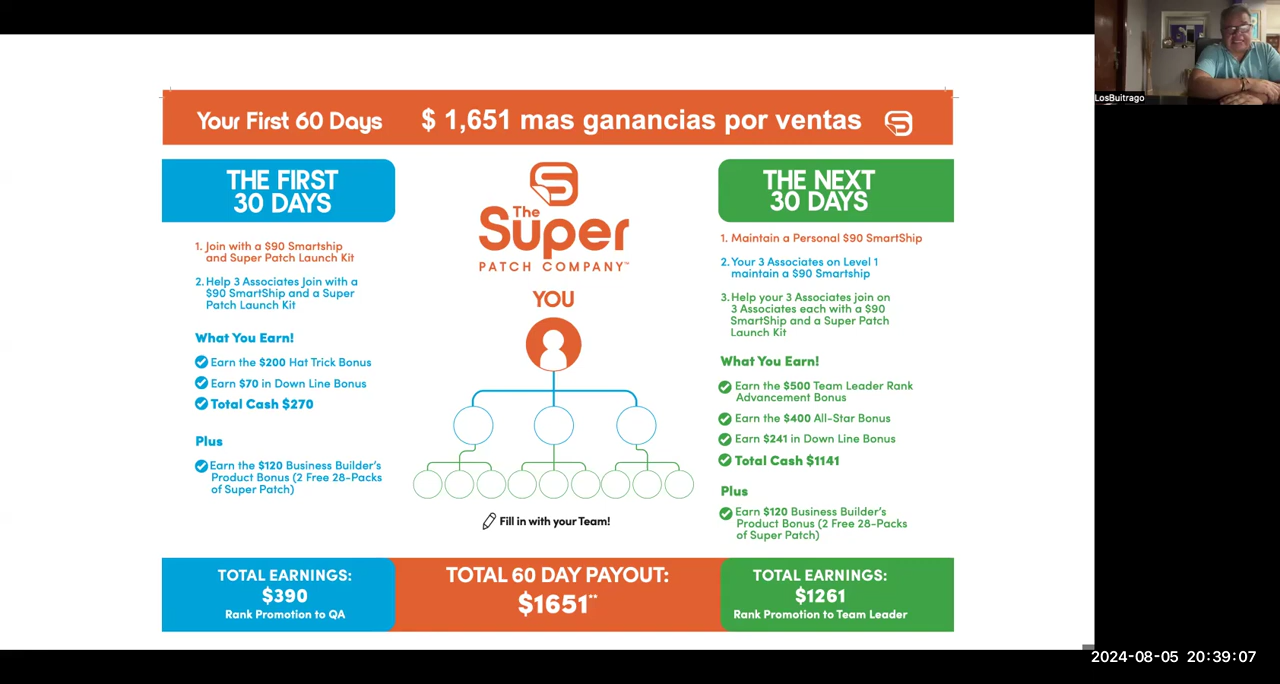 LosBuitrago
Your First 60 Days $ 1,651 mas ganancias por ventas
THE FIRST
30 DAYS
1. Join with a $90 Smartship
and Super Patch Launch Kit
2. Help 3 Associates Join with a
$90 SmartShip and a Super
Patch Launch Kit
What You Earn!
Earn the $200 Hat Trick Bonus
Earn $70 in Down Line Bonus
Total Cash $270
Plus
Earn the $120 Business Builder's
Product Bonus (2 Free 28-Packs
of Super Patch)
The
Super
PATCH COMPANY™
YOU
Fill in with your Team!
THE NEXT
30 DAYS
1. Maintain a Personal $90 SmartShip
2. Your 3 Associates on Level 1
maintain a $90 Smartship
3. Help your 3 Associates join on
3 Associates each with a $90
SmartShip and a Super Patch
Launch Kit
What You Earn!
Earn the $500 Team Leader Rank
Advancement Bonus
Earn the $400 All-Star Bonus
Earn $241 in Down Line Bonus
Total Cash $1141
Plus
Earn $120 Business Builder's
Product Bonus (2 Free 28-Packs
of Super Patch)
TOTAL EARNINGS:
$390
Rank Promotion to QA
TOTAL 60 DAY PAYOUT:
$1651**
TOTAL EARNINGS:
$1261
Rank Promotion to Team Leader
2024-08-05 20:39:07